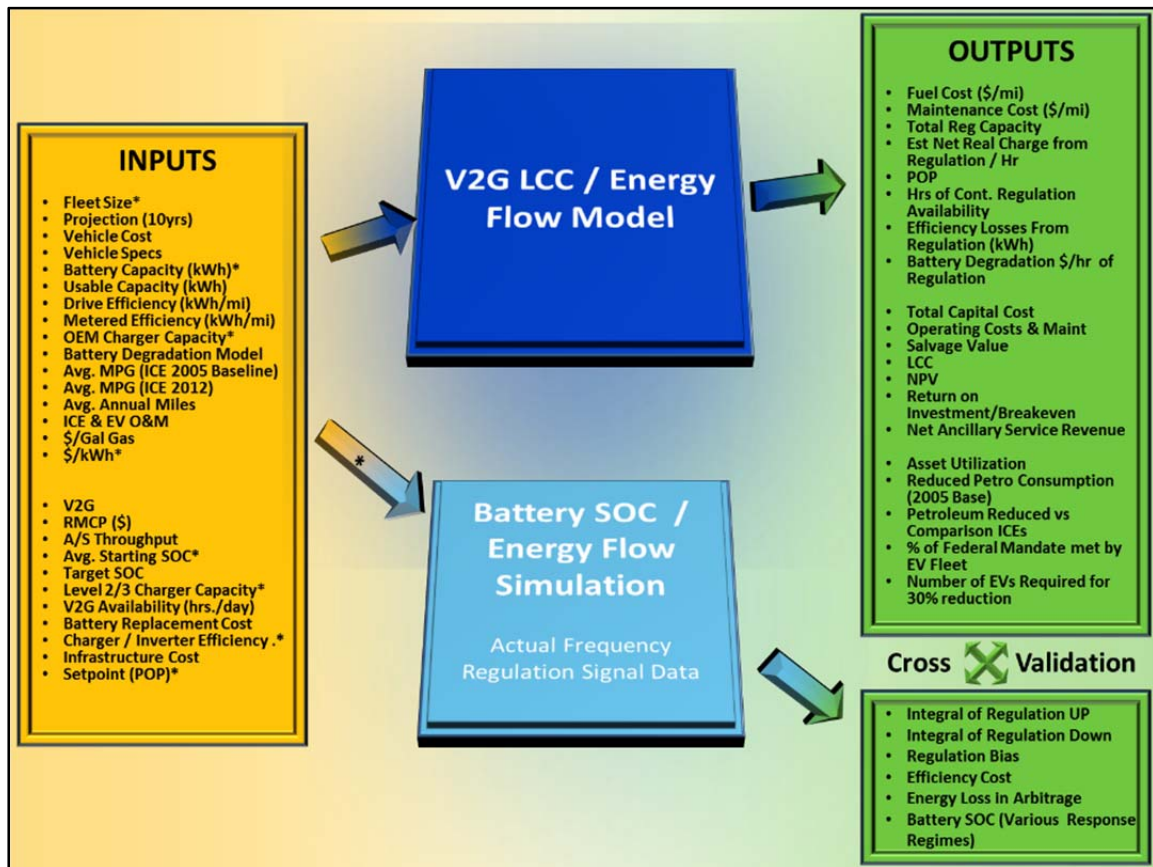 INPUTS
• Fleet Size*
• Projection (10yrs)
• Vehicle Cost
• Vehicle Specs
• Battery Capacity (kWh)*
• Usable Capacity (kWh)
• Drive Efficiency (kWh/mi)
• Metered Efficiency (kWh/mi)
• OEM Charger Capacity*
• Battery Degradation Model
• Avg. MPG (ICE 2005 Baseline)
• Avg. MPG (ICE 2012)
• Avg. Annual Miles
• ICE & EV O&M
• $/Gal Gas
• $/kWh*
• V2G
• RMCP ($)
• A/S Throughput
• Avg. Starting SOC*
• Target SOC
• Level 2/3 Charger Capacity*
• V2G Availability (hrs./day)
• Battery Replacement Cost
• Charger / Inverter Efficiency .*
• Infrastructure Cost
• Setpoint (POP)*
V2G LCC / Energy
Flow Model
*
Battery SOC /
Energy Flow
Simulation
Actual Frequency
Regulation Signal Data
OUTPUTS
• Fuel Cost ($/mi)
• Maintenance Cost ($/mi)
• Total Reg Capacity
• Est Net Real Charge from
Regulation / Hr
• POP
• Hrs of Cont. Regulation
Availability
• Efficiency Losses From
Regulation (kWh)
• Battery Degradation $/hr of
Regulation
• Total Capital Cost
• Operating Costs & Maint
• Salvage Value
• LCC
• NPV
• Return on
Investment/Breakeven
• Net Ancillary Service Revenue
• Asset Utilization
• Reduced Petro Consumption
(2005 Base)
• Petroleum Reduced vs
Comparison ICEs
• % of Federal Mandate met by
EV Fleet
• Number of EVs Required for
30% reduction
Cross Validation
• Integral of Regulation UP
• Integral of Regulation Down
• Regulation Bias
• Efficiency Cost
• Energy Loss in Arbitrage
• Battery SOC (Various Response
Regimes)